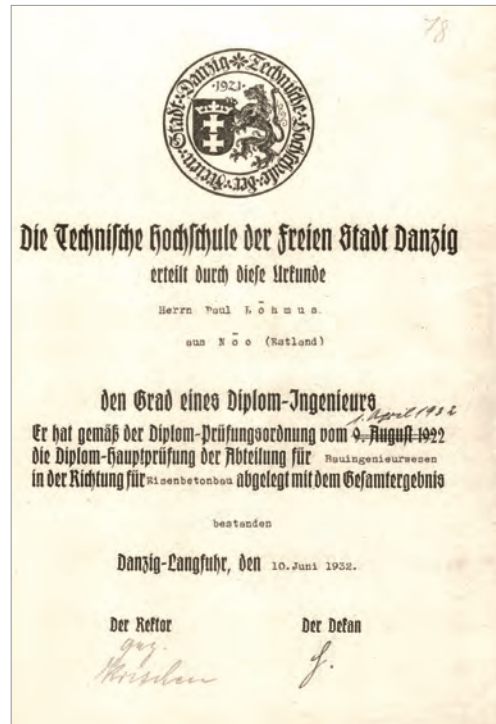 78
Technische Hochschule der Freien Stadt Danzig
·1921·
Die Technische Hochschule der Freien Stadt Danzig
erteilt durch diese Urkunde
Herrn Paul Lõhmus.
aus Nõo (Estland)
den Grad eines Diplom-Ingenieurs
1. April 1932
Er hat gemäß der Diplom-Prüfungsordnung vom 9. August 1922
die Diplom-Hauptprüfung der Abteilung für Bauingenieurwesen
in der Richtung für Eisenbetonbau abgelegt mit dem Gesamtergebnis
bestanden
Danzig-Langfuhr, den 10.Juni 1932.
Der Rektor Der Dekan
gez.